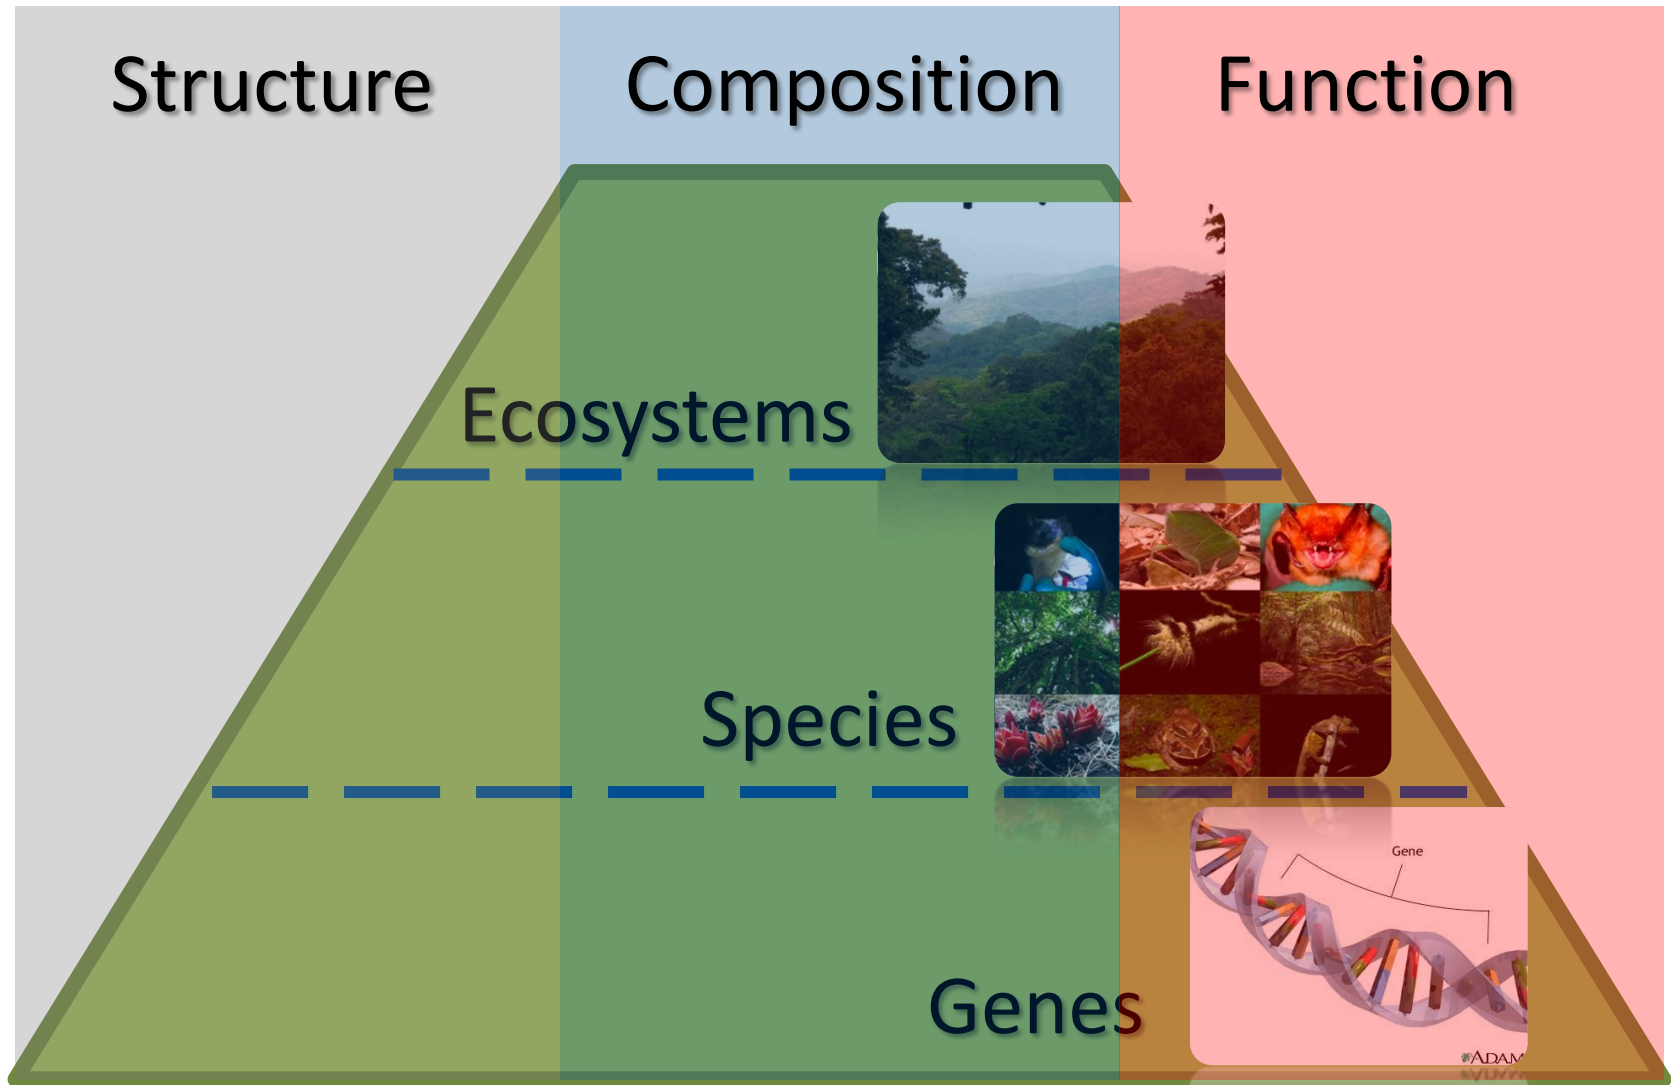 Structure
Composition
Function
Ecosystems
Species
Gene
Genes
ADAM